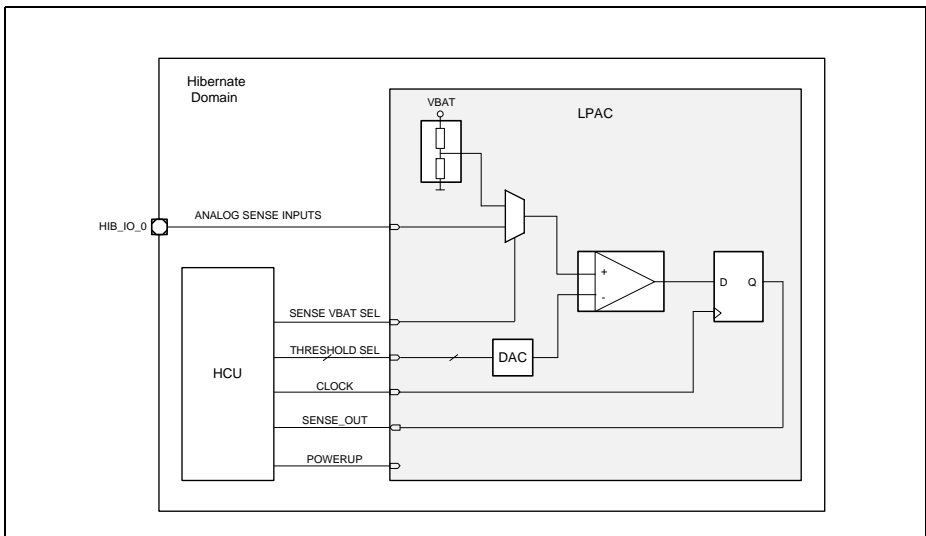 Hibernate
Domain
VBAT
LPAC
HIB_IO_0
ANALOG SENSE INPUTS
+
-
D Q
SENSE VBAT SEL
THRESHOLD SEL
DAC
HCU
CLOCK
SENSE_OUT
POWERUP